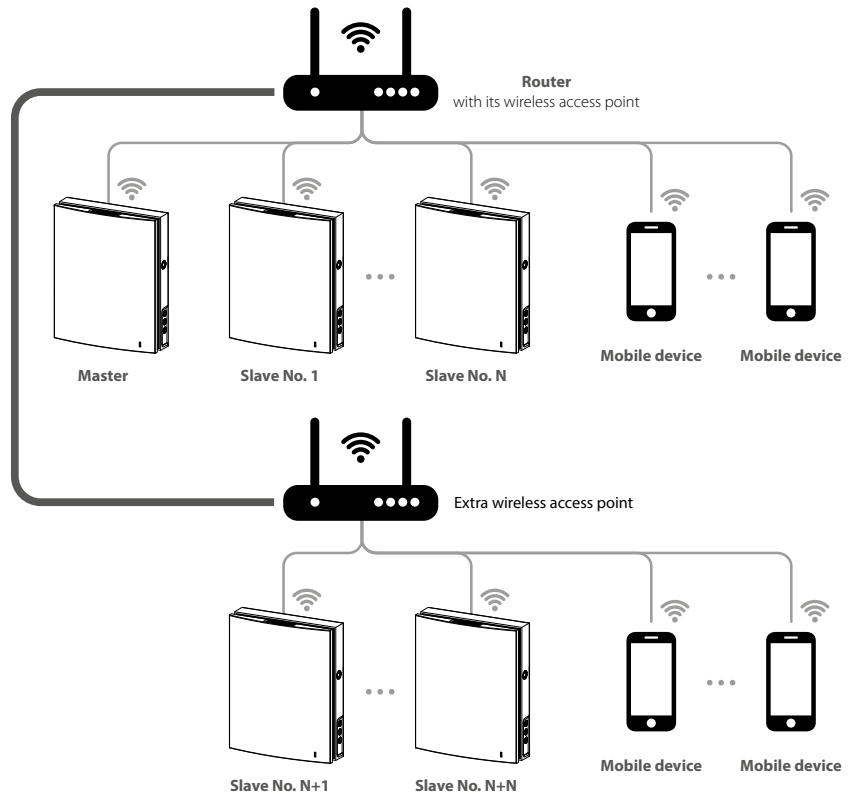 Router
with its wireless access point
Master
Slave No. 1
Slave No. N
Mobile device
Mobile device
Extra wireless access point
Slave No. N+1
Slave No. N+N
Mobile device
Mobile device